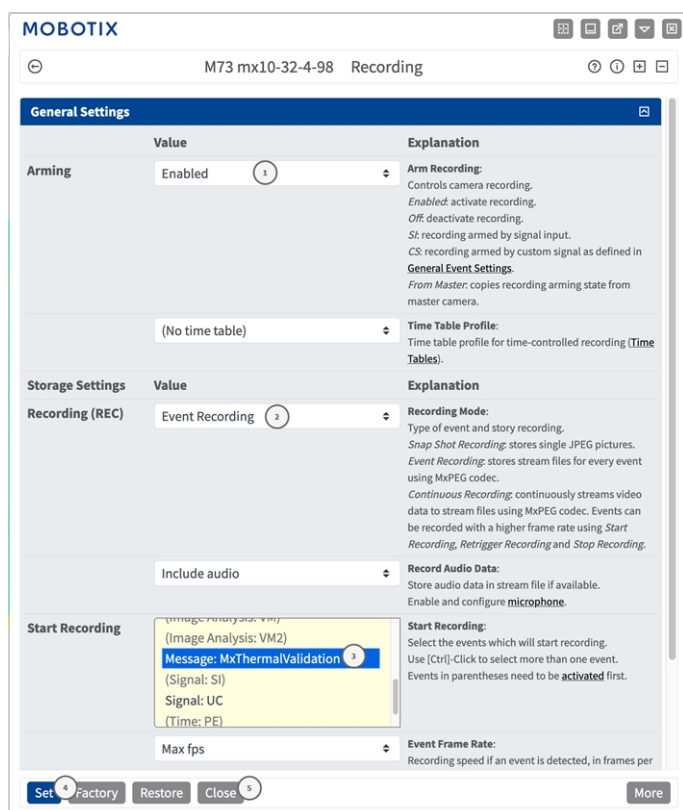 MOBOTIX
M73 mx10-32-4-98 Recording
General Settings
Value Explanation
Arming
Enabled 1
Arm Recording:
Controls camera recording.
Enabled: activate recording.
Off: deactivate recording.
SI: recording armed by signal input.
CS: recording armed by custom signal as defined in
General Event Settings.
From Master: copies recording arming state from
master camera.
(No time table)
Time Table Profile:
Time table profile for time-controlled recording (Time
Tables).
Storage Settings Value Explanation
Recording (REC)
Event Recording 2
Recording Mode:
Type of event and story recording.
Snap Shot Recording: stores single JPEG pictures.
Event Recording: stores stream files for every event
using MxPEG codec.
Continuous Recording: continuously streams video
data to stream files using MxPEG codec. Events can
be recorded with a higher frame rate using Start
Recording, Retrigger Recording and Stop Recording.
Include audio
Record Audio Data:
Store audio data in stream file if available.
Enable and configure microphone.
Start Recording
(Image Analysis: VM)
(Image Analysis: VM2)
Message: MxThermalValidation 3
(Signal: SI)
Signal: UC
(Time: PE)
Start Recording:
Select the events which will start recording.
Use [Ctrl]-Click to select more than one event.
Events in parentheses need to be activated first.
Max fps
Event Frame Rate:
Recording speed if an event is detected, in frames per
Set 4 Factory Restore Close 5 More